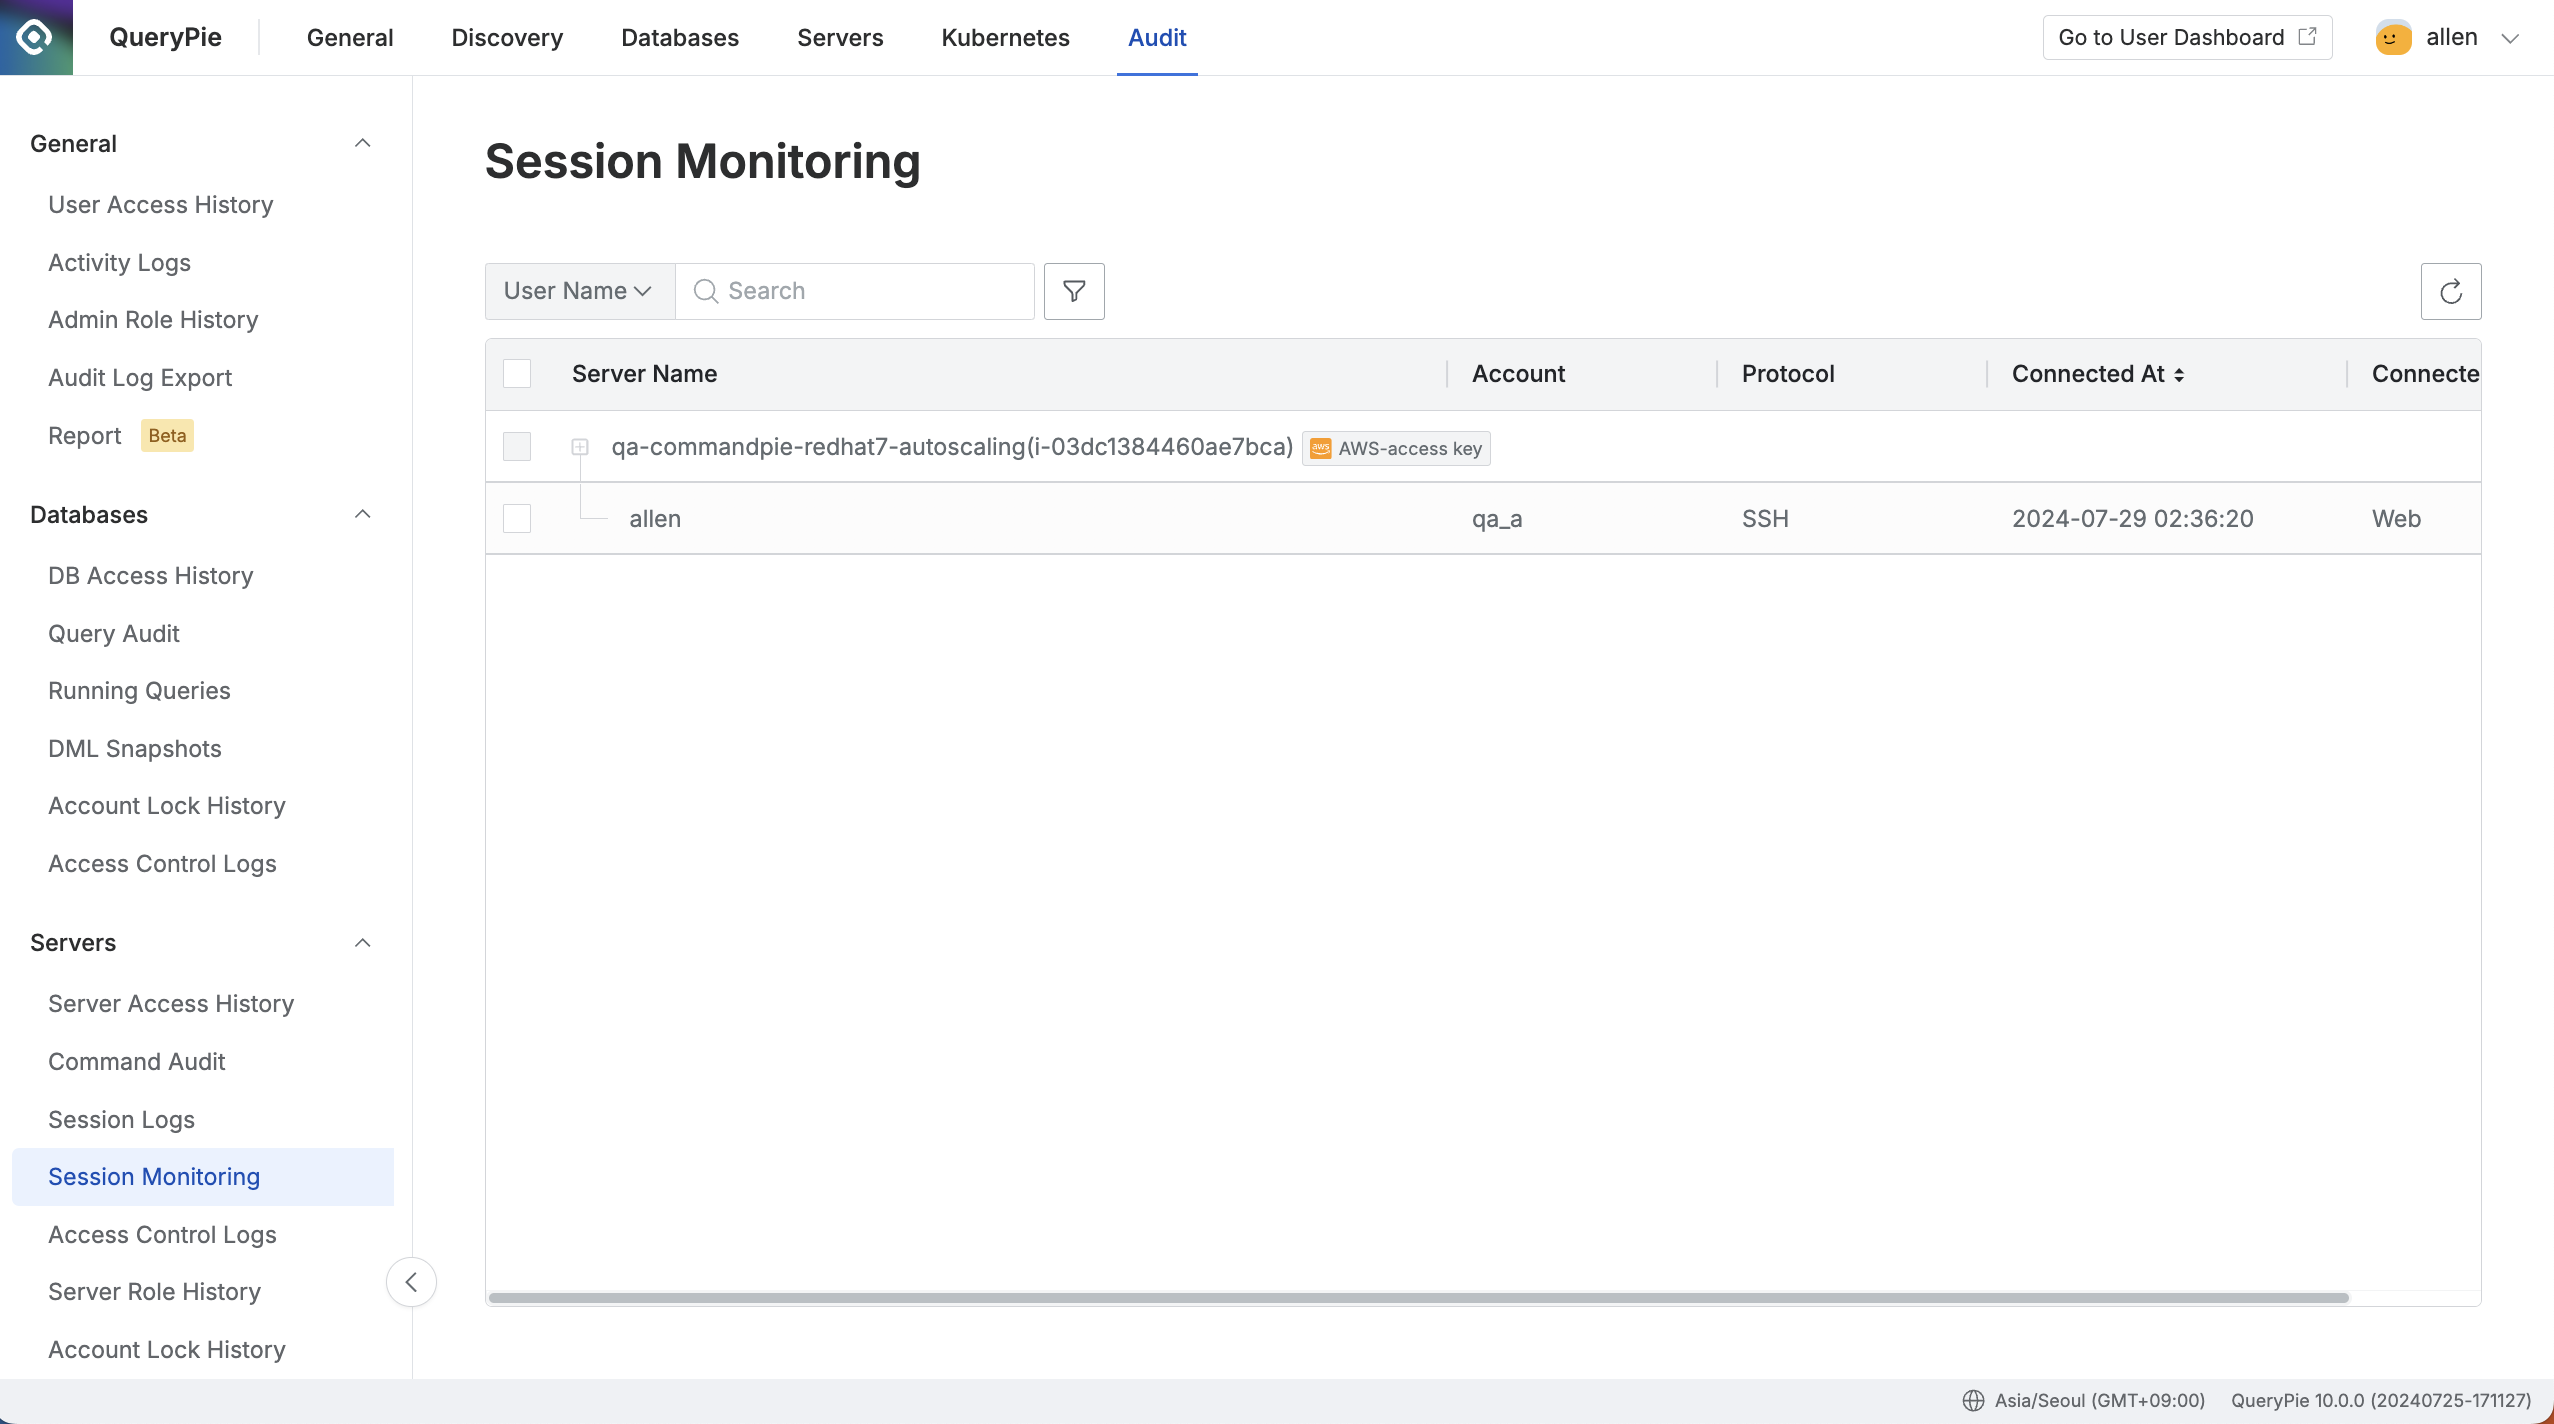 QueryPie
General
Discovery
Databases
Servers
Kubernetes
Audit
Go to User Dashboard
allen
General
User Access History
Activity Logs
Admin Role History
Audit Log Export
Report Beta
Databases
DB Access History
Query Audit
Running Queries
DML Snapshots
Account Lock History
Access Control Logs
Servers
Server Access History
Command Audit
Session Logs
Session Monitoring
Access Control Logs
Server Role History
Account Lock History
Session Monitoring
User Name
Search
Server Name Account Protocol Connected At Connecte
qa-commandpie-redhat7-autoscaling(i-03dc1384460ae7bca) aws AWS-access key
allen qa_a SSH 2024-07-29 02:36:20 Web
Asia/Seoul (GMT+09:00) QueryPie 10.0.0 (20240725-171127)